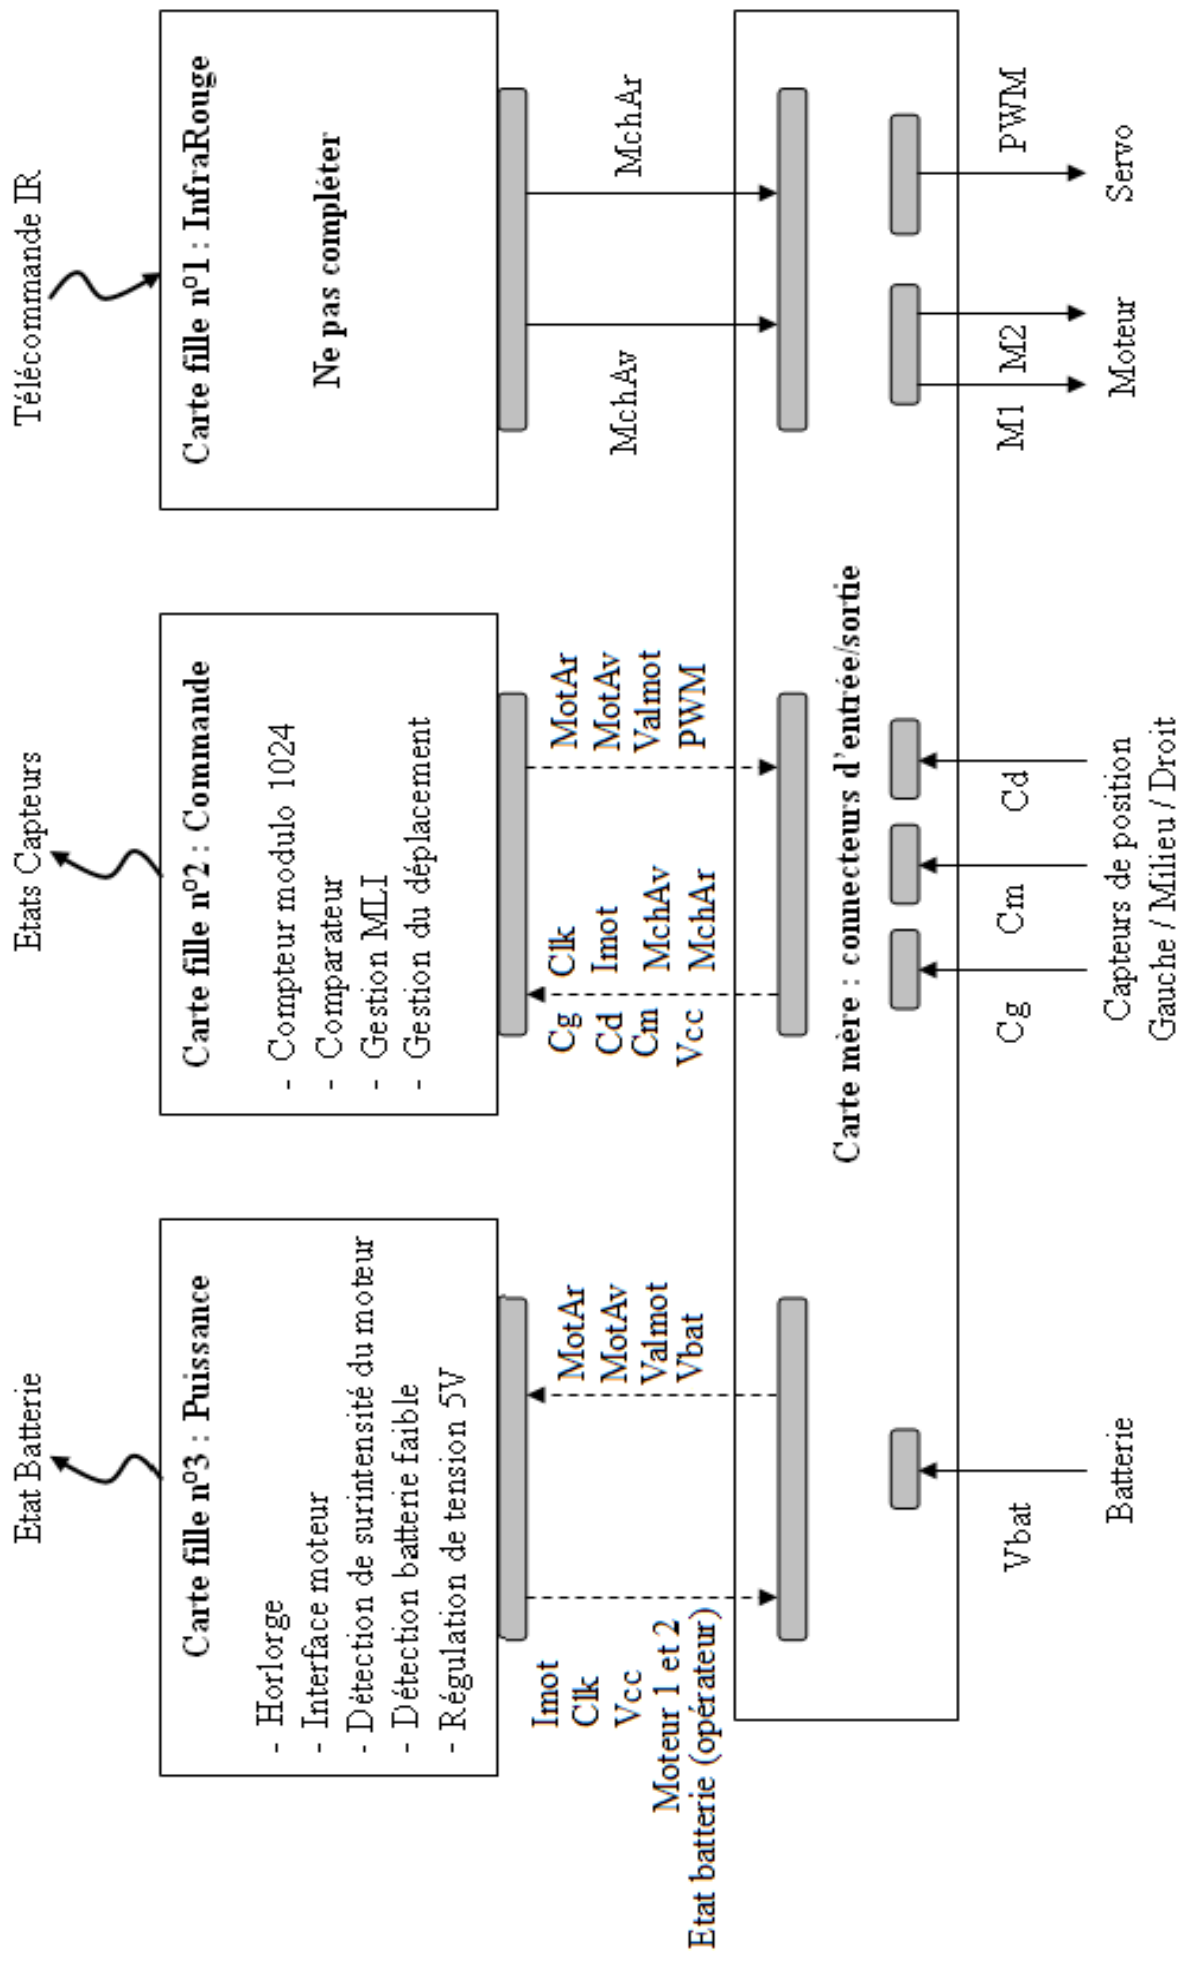 Etat Batterie
Etats Capteurs
Télécommande IR
Carte fille n°3 : Puissance
- Horlorge
- Interface moteur
- Détection de surintensité du moteur
- Détection batterie faible
- Régulation de tension 5V
Carte fille n°2 : Commande
- Compteur modulo 1024
- Comparateur
- Gestion MLI
- Gestion du déplacement
Carte fille n°1 : InfraRouge
Ne pas compléter
Imot
Clk
Vcc
Moteur 1 et 2
Etat batterie (opérateur)
MotAr
MotAv
Valmot
Vbat
Cg Clk
Cd Imot
Cm MchAv
Vcc MchAr
MotAr
MotAv
Valmot
PWM
MchAv
MchAr
Carte mère : connecteurs d'entrée/sortie
Vbat
Cg
Cm
Cd
M1
M2
PWM
Batterie
Capteurs de position
Gauche / Milieu / Droit
Moteur
Servo